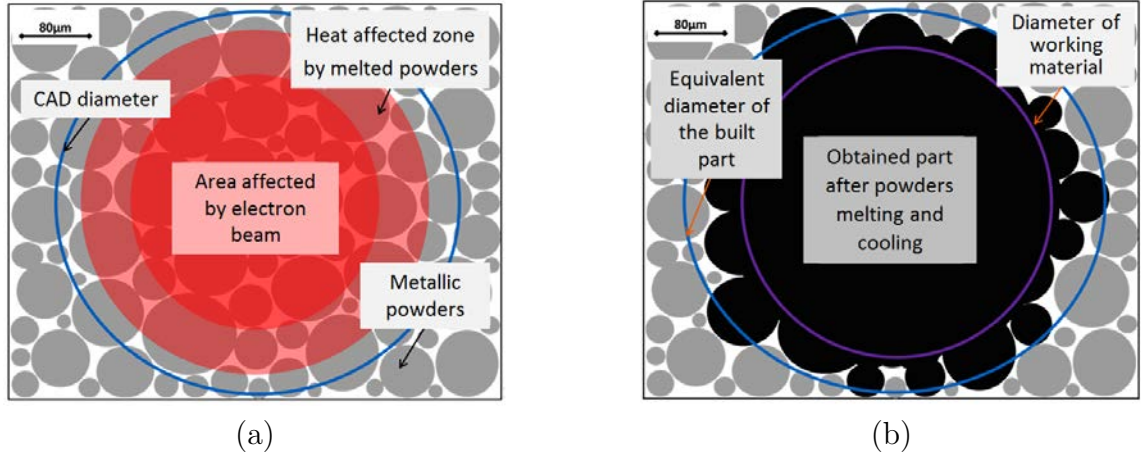 80µm
Heat affected zone
by melted powders
CAD diameter
Area affected
by electron
beam
Metallic
powders
(a)
80µm
Diameter of
working
material
Equivalent
diameter of
the built
part
Obtained part
after powders
melting and
cooling
(b)